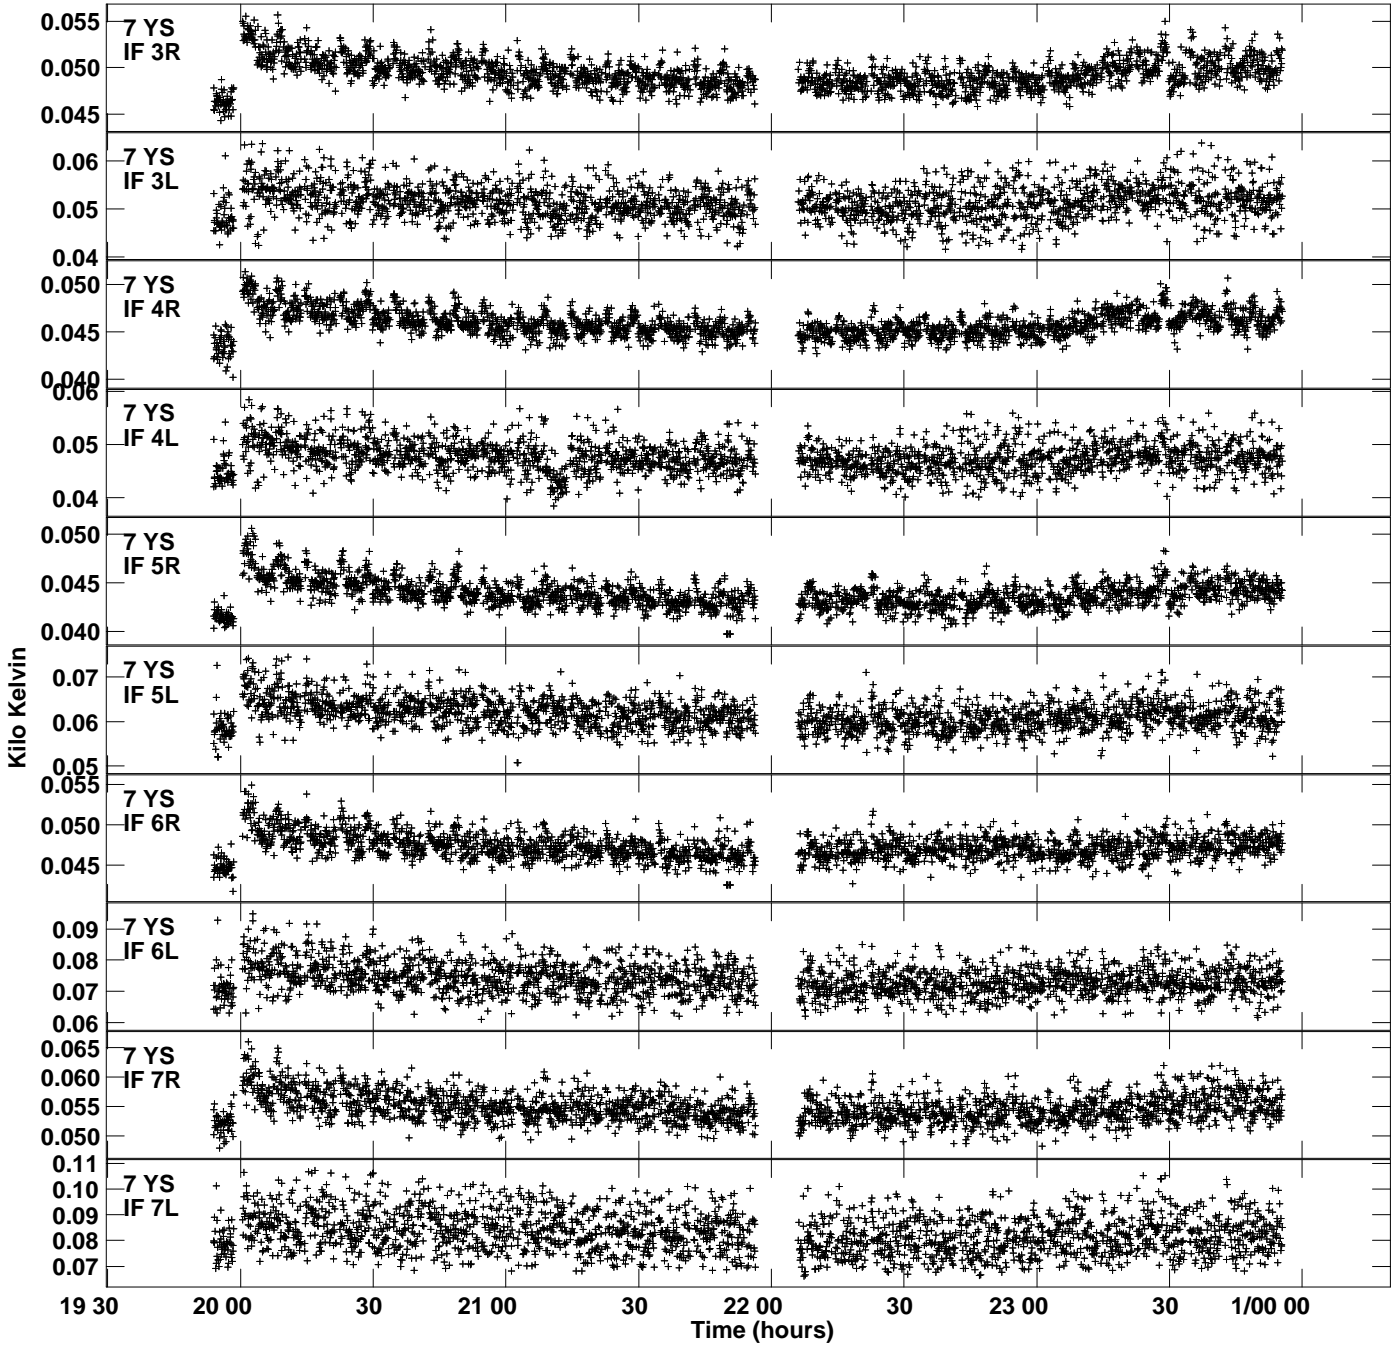 0.055
0.050
0.045
7 YS
IF 3R
0.06
0.05
0.04
7 YS
IF 3L
0.050
0.045
0.040
7 YS
IF 4R
0.06
0.05
0.04
7 YS
IF 4L
0.050
0.045
0.040
7 YS
IF 5R
0.07
0.06
0.05
7 YS
IF 5L
0.055
0.050
0.045
7 YS
IF 6R
0.09
0.08
0.07
0.06
7 YS
IF 6L
0.065
0.060
0.055
0.050
7 YS
IF 7R
0.11
0.10
0.09
0.08
0.07
7 YS
IF 7L
Kilo Kelvin
19 30 20 00 30 21 00 30 22 00 30 23 00 30 1/00 00
Time (hours)